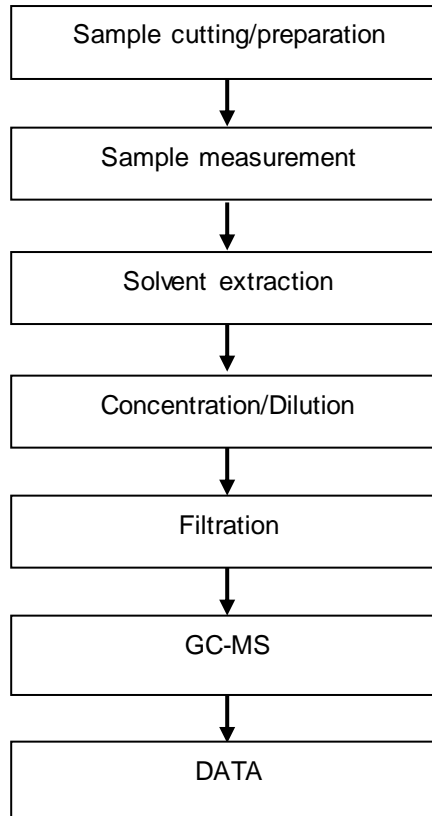 Sample cutting/preparation
Sample measurement
Solvent extraction
Concentration/Dilution
Filtration
GC-MS
DATA